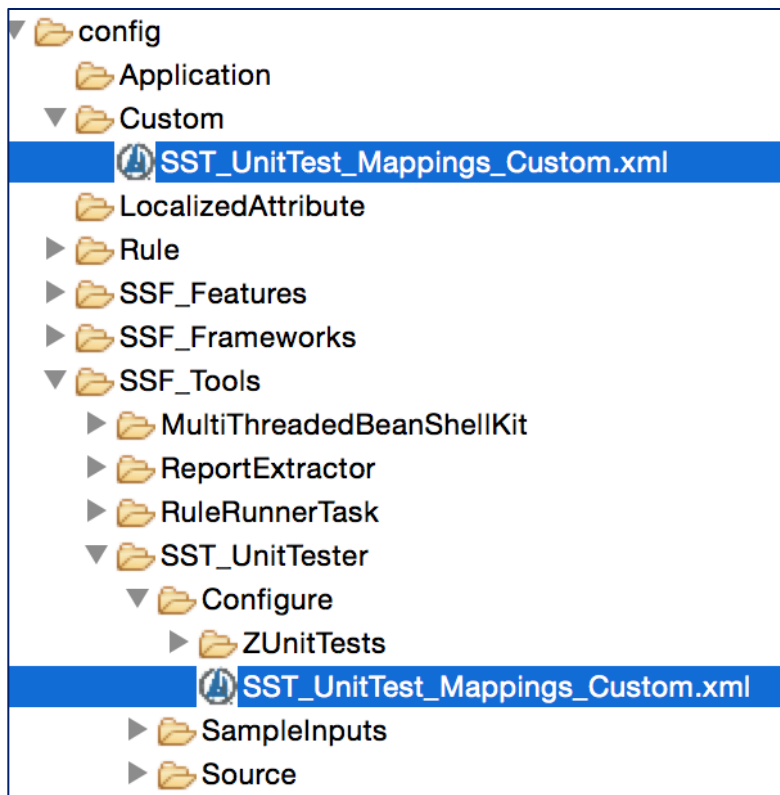 config
Application
Custom
SST_UnitTest_Mappings_Custom.xml
LocalizedAttribute
Rule
SSF_Features
SSF_Frameworks
SSF_Tools
MultiThreadedBeanShellKit
ReportExtractor
RuleRunnerTask
SST_UnitTester
Configure
ZUnitTests
SST_UnitTest_Mappings_Custom.xml
SampleInputs
Source